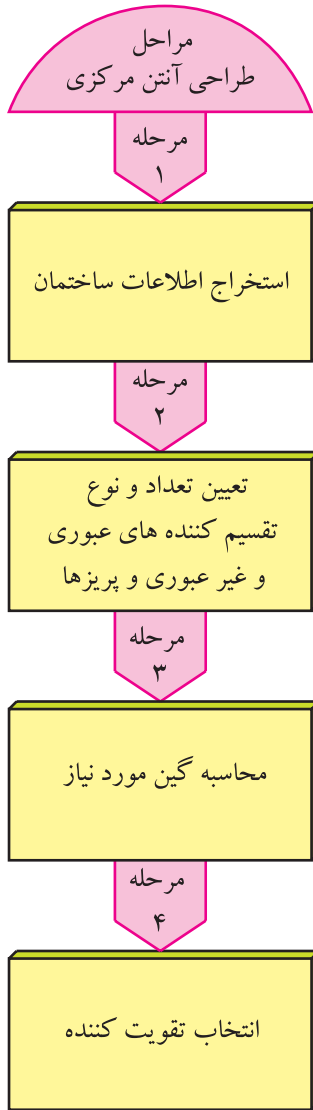 مراحل
طراحی آنتن مرکزی
مرحله
۱
استخراج اطلاعات ساختمان
مرحله
۲
تعیین تعداد و نوع
تقسیم کننده های عبوری
و غیر عبوری و پریزها
مرحله
۳
محاسبه گین مورد نیاز
مرحله
۴
انتخاب تقویت کننده